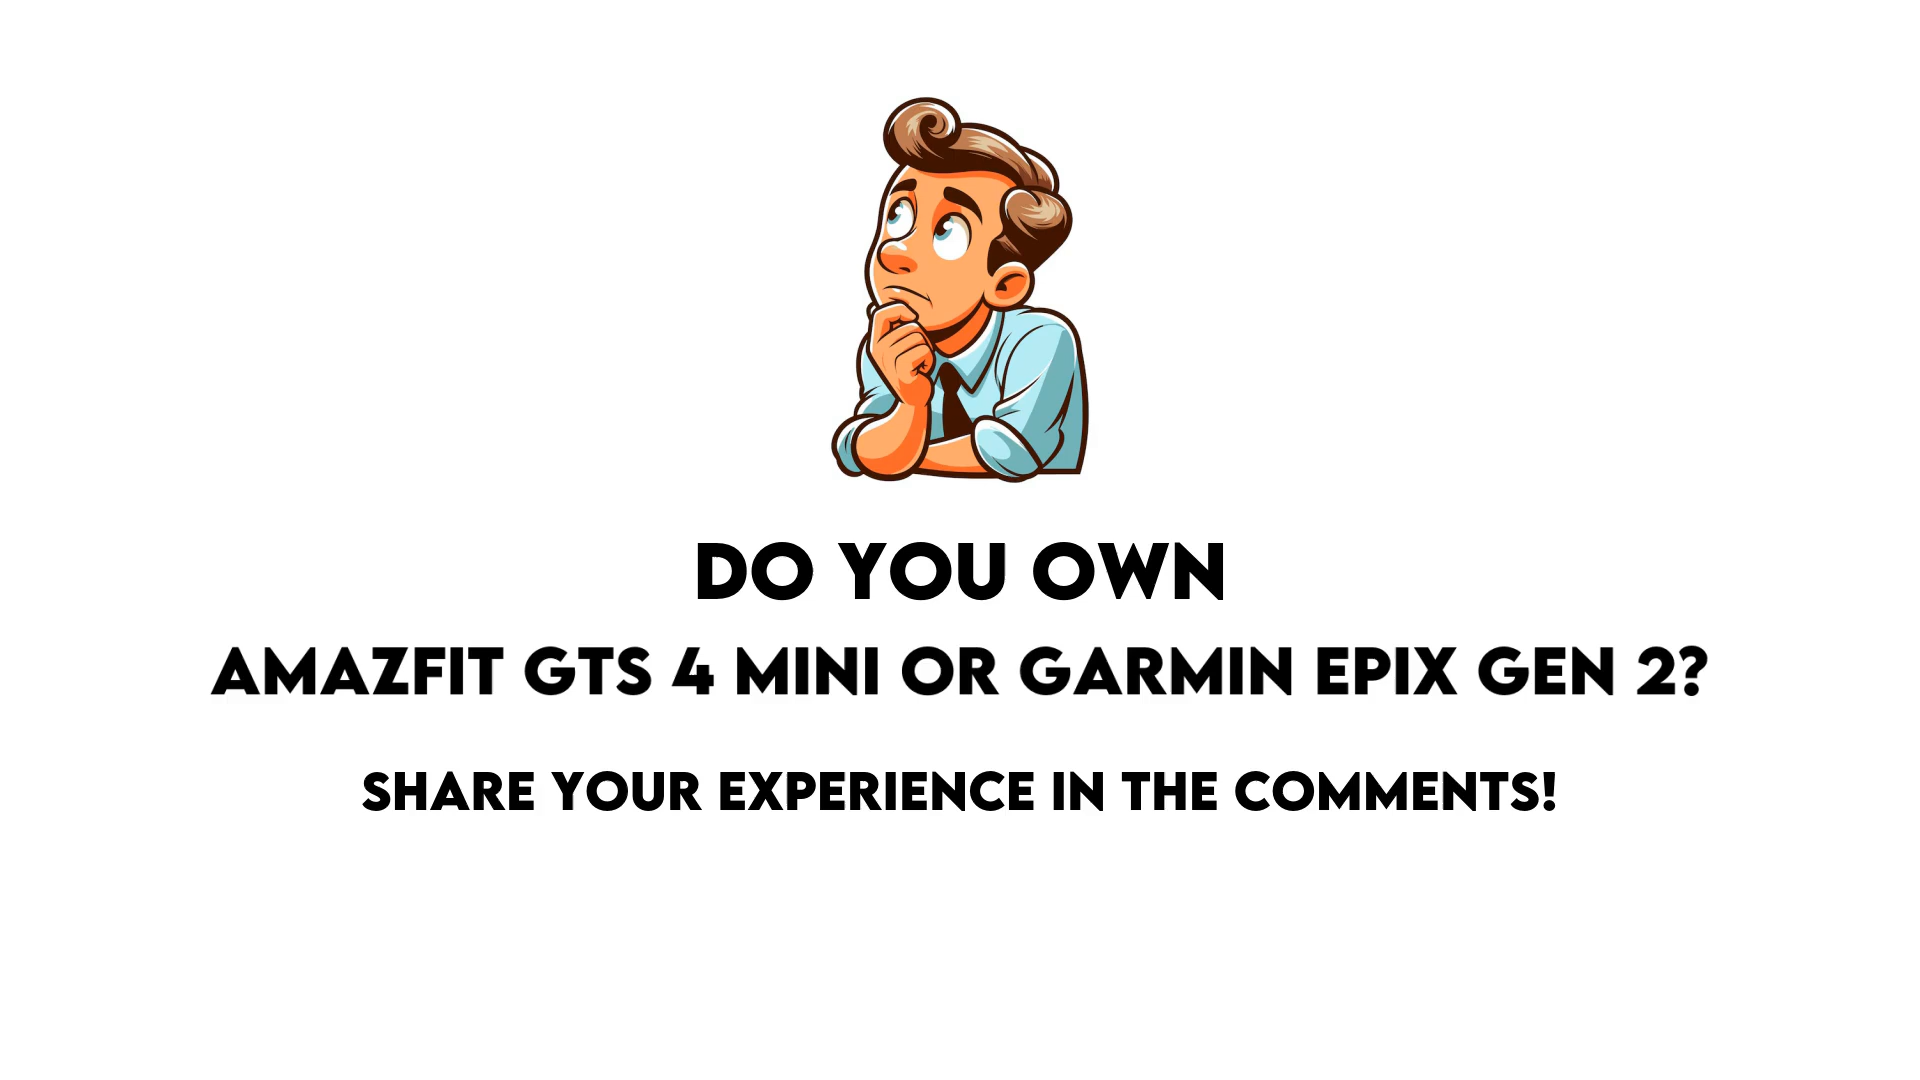 DO YOU OWN
AMAZFIT GTS 4 MINI OR GARMIN EPIX GEN 2?
SHARE YOUR EXPERIENCE IN THE COMMENTS!